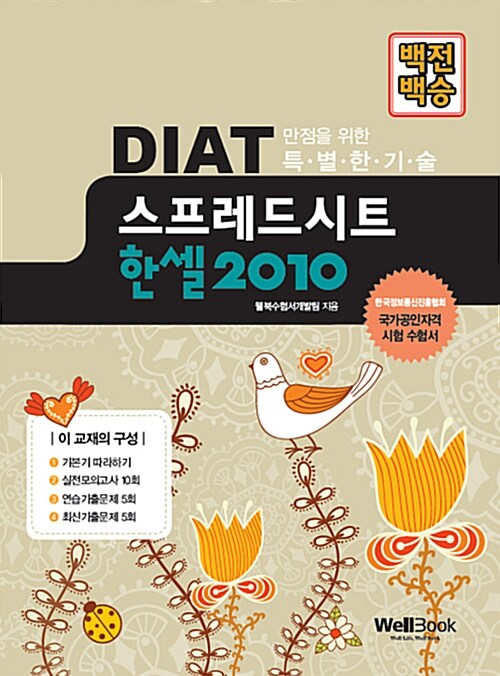 백전
백승
DIAT
만점을 위한
특·별·한·기·술
스프레드시트
한셀 2010
웰북수험서개발팀 지음
한국정보통신진흥협회
국가공인자격
시험 수험서
| 이 교재의 구성 |
1 기본기 따라하기
2 실전모의고사 10회
3 연습기출문제 5회
4 최신기출문제 5회
WellBook
Well Life, Well Book